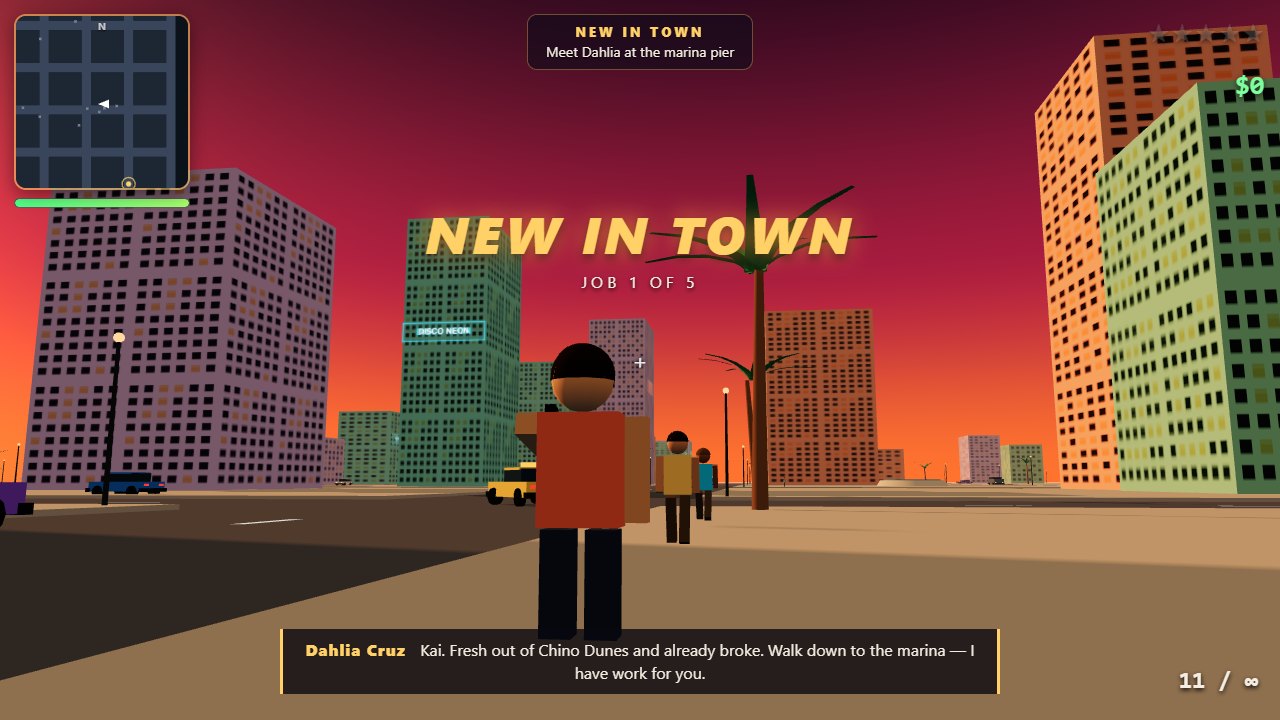 N
NEW IN TOWN
Meet Dahlia at the marina pier
$0
NEW IN TOWN
JOB 1 OF 5
DISCO NEON
Dahlia Cruz Kai. Fresh out of Chino Dunes and already broke. Walk down to the marina — I
have work for you.
11 / ∞